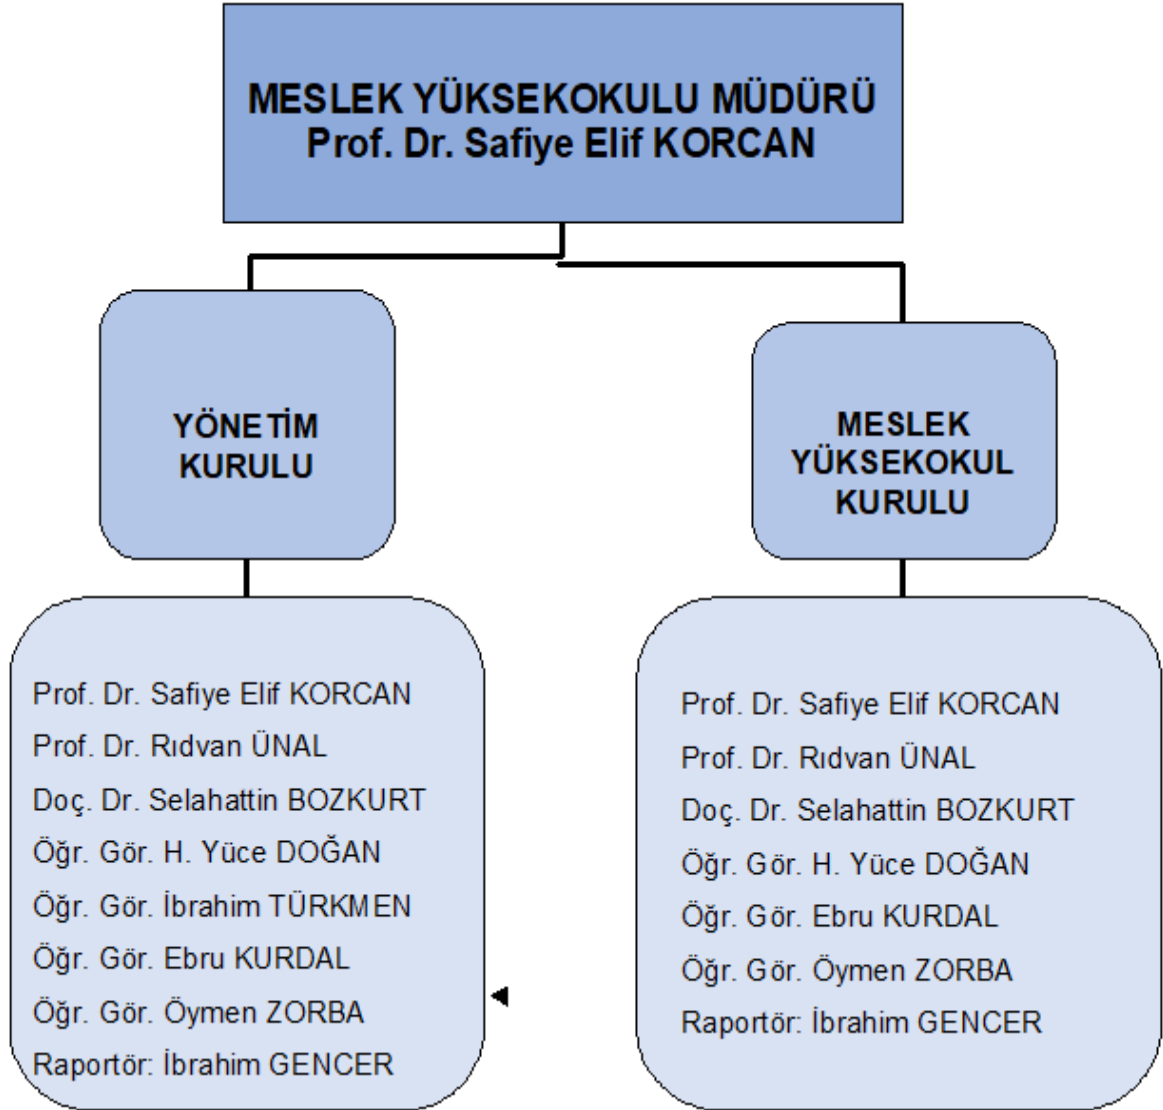 MESLEK YÜKSEKOKULU MÜDÜRÜ
Prof. Dr. Safiye Elif KORCAN
YÖNETİM
KURULU
MESLEK
YÜKSEKOKUL
KURULU
Prof. Dr. Safiye Elif KORCAN
Prof. Dr. Rıdvan ÜNAL
Doç. Dr. Selahattin BOZKURT
Öğr. Gör. H. Yüce DOĞAN
Öğr. Gör. İbrahim TÜRKMEN
Öğr. Gör. Ebru KURDAL
Öğr. Gör. Öymen ZORBA
Raportör: İbrahim GENCER
Prof. Dr. Safiye Elif KORCAN
Prof. Dr. Rıdvan ÜNAL
Doç. Dr. Selahattin BOZKURT
Öğr. Gör. H. Yüce DOĞAN
Öğr. Gör. Ebru KURDAL
Öğr. Gör. Öymen ZORBA
Raportör: İbrahim GENCER